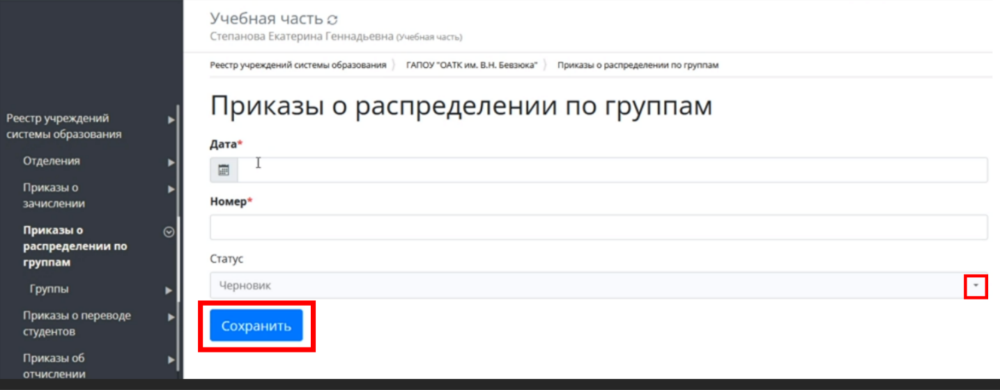 Учебная часть
Степанова Екатерина Геннадьевна (Учебная часть)
Реестр учреждений системы образования ⟩ ГАПОУ "ОАТК им. В.Н. Бевзюка" ⟩ Приказы о распределении по группам
Реестр учреждений
системы образования
Отделения
Приказы о
зачислении
Приказы о
распределении по
группам
Группы
Приказы о переводе
студентов
Приказы об
отчислении
Приказы о распределении по группам
Дата*
Номер*
Статус
Черновик
Сохранить